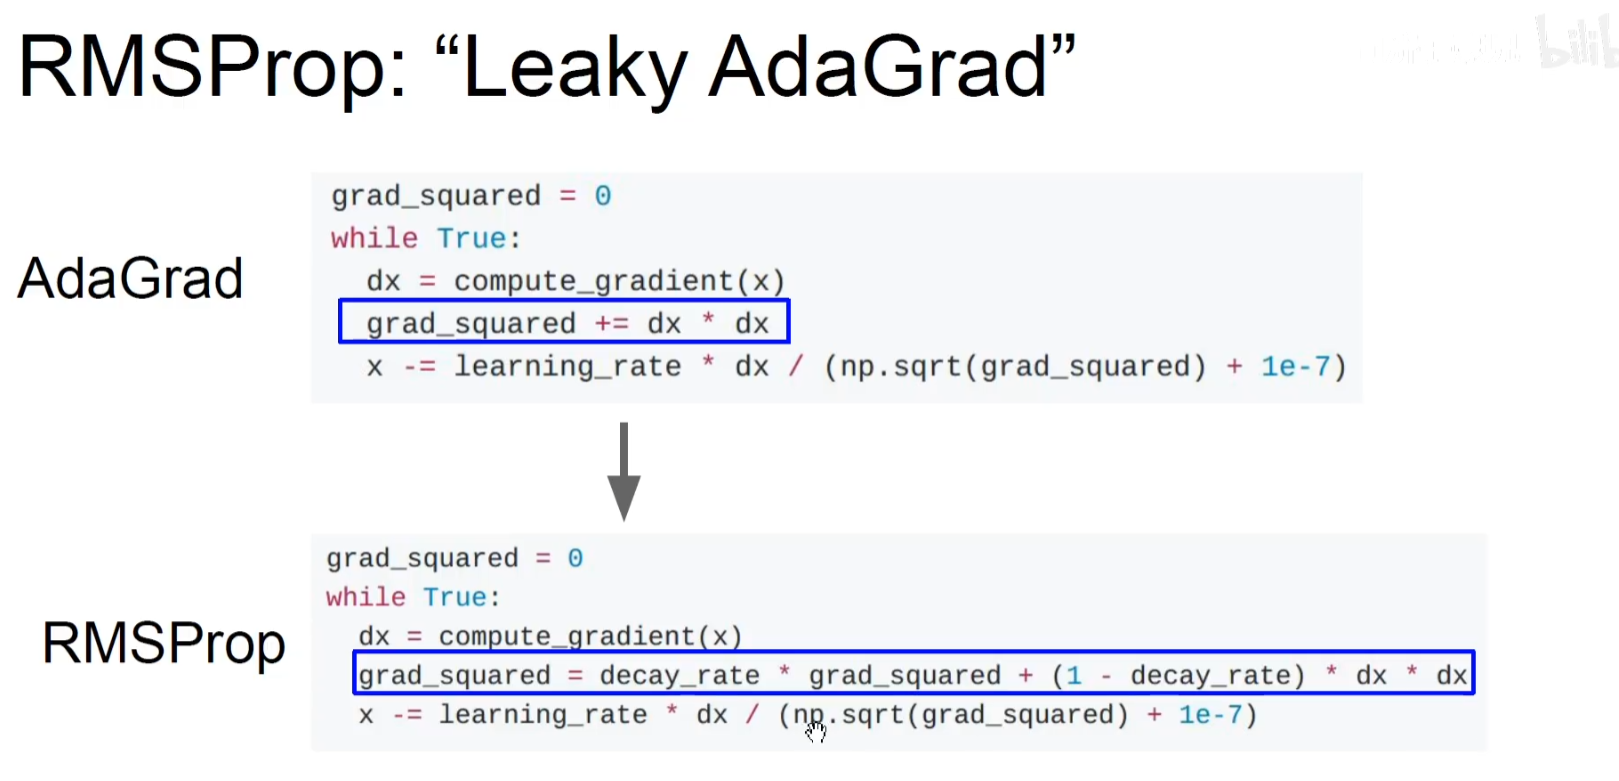 RMSProp: “Leaky AdaGrad”
AdaGrad
grad_squared = 0
while True:
dx = compute_gradient(x)
grad_squared += dx * dx
x -= learning_rate * dx / (np.sqrt(grad_squared) + 1e-7)
RMSProp
grad_squared = 0
while True:
dx = compute_gradient(x)
grad_squared = decay_rate * grad_squared + (1 - decay_rate) * dx * dx
x -= learning_rate * dx / (np.sqrt(grad_squared) + 1e-7)